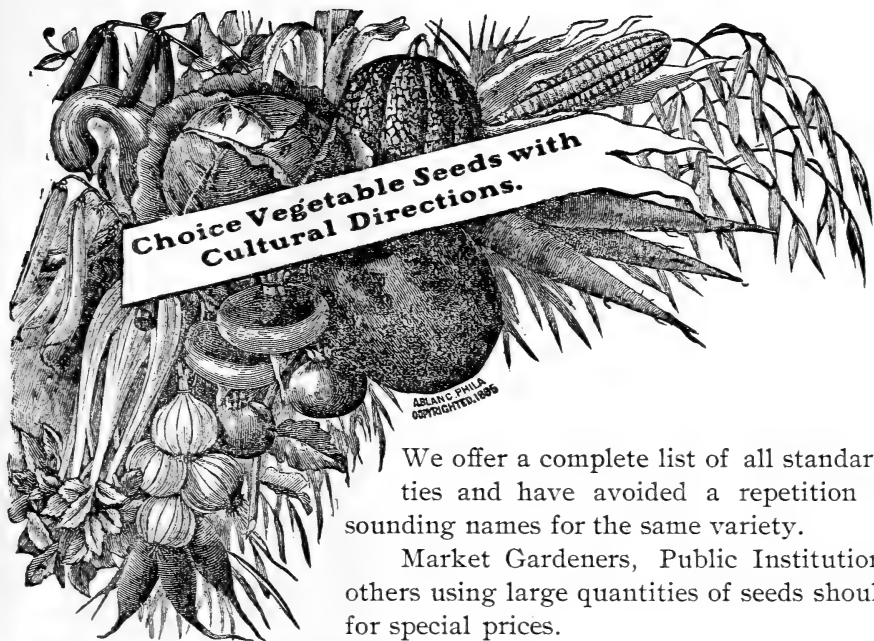 Choice Vegetable Seeds with
Cultural Directions.
A.BLANC, PHILA
COPYRIGHTED, 1895
We offer a complete list of all standar
ties and have avoided a repetition
sounding names for the same variety.
Market Gardeners, Public Institution
others using large quantities of seeds shoul
for special prices.